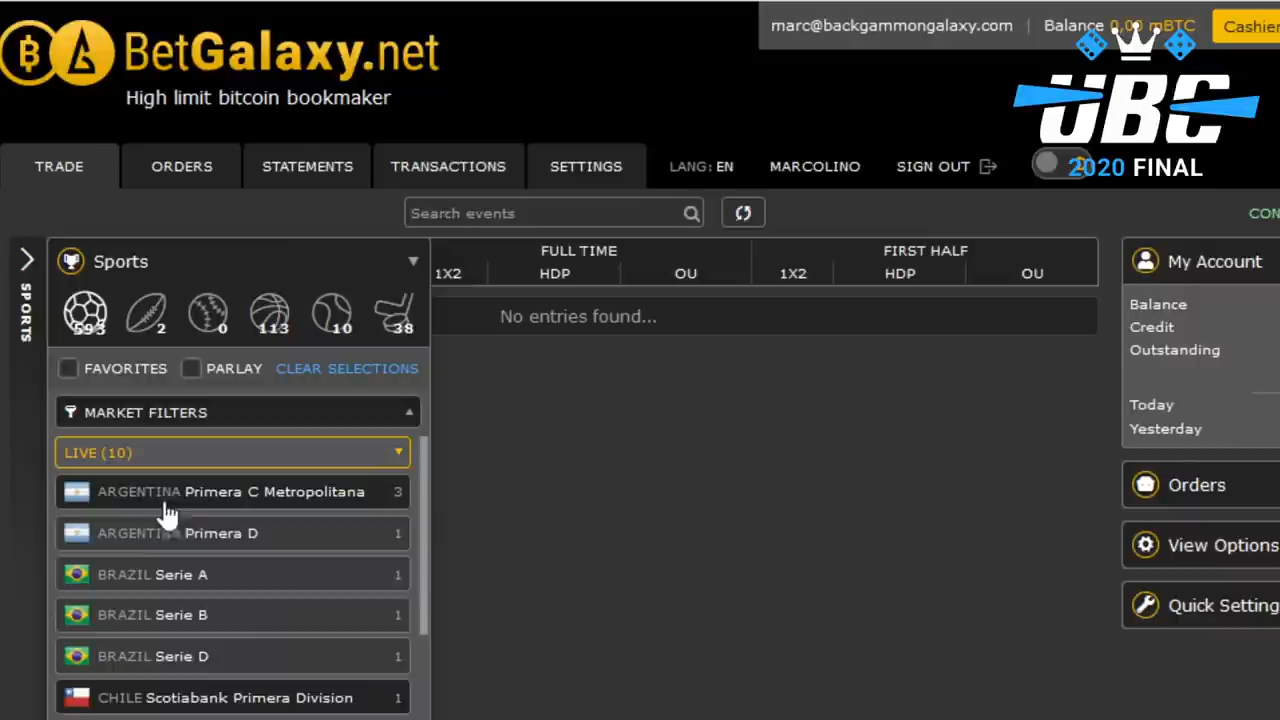 marc@backgammongalaxy.com | Balance 0,00 mBTC Cashier
BetGalaxy.net
High limit bitcoin bookmaker
UBC
2020 FINAL
TRADE ORDERS STATEMENTS TRANSACTIONS SETTINGS LANG: EN MARCOLINO SIGN OUT
Search events
CON
SPORTS
Sports
593 2 0 113 10 38
FULL TIME FIRST HALF
1X2 HDP OU 1X2 HDP OU
No entries found...
FAVORITES PARLAY CLEAR SELECTIONS
MARKET FILTERS
LIVE (10)
ARGENTINA Primera C Metropolitana 3
ARGENTINA Primera D 1
BRAZIL Serie A 1
BRAZIL Serie B 1
BRAZIL Serie D 1
CHILE Scotiabank Primera Division 1
My Account
Balance
Credit
Outstanding
Today
Yesterday
Orders
View Options
Quick Setting